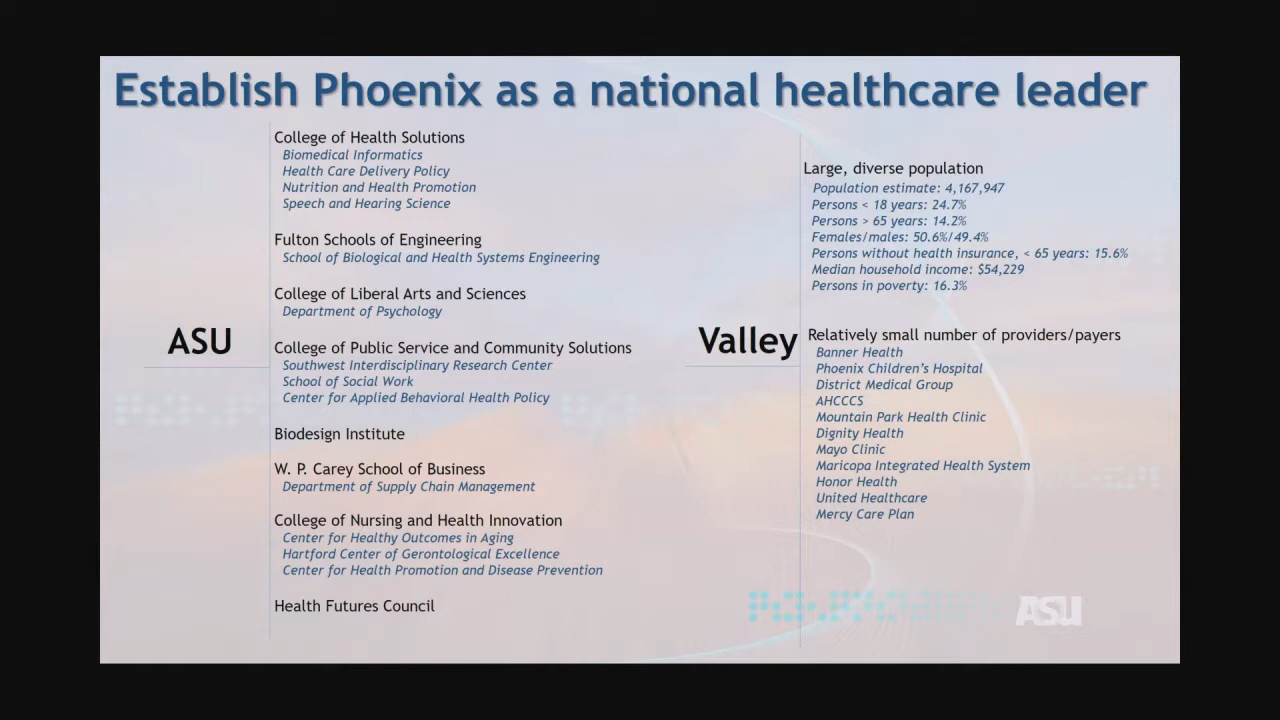 Establish Phoenix as a national healthcare leader
ASU
College of Health Solutions
Biomedical Informatics
Health Care Delivery Policy
Nutrition and Health Promotion
Speech and Hearing Science
Fulton Schools of Engineering
School of Biological and Health Systems Engineering
College of Liberal Arts and Sciences
Department of Psychology
College of Public Service and Community Solutions
Southwest Interdisciplinary Research Center
School of Social Work
Center for Applied Behavioral Health Policy
Biodesign Institute
W. P. Carey School of Business
Department of Supply Chain Management
College of Nursing and Health Innovation
Center for Healthy Outcomes in Aging
Hartford Center of Gerontological Excellence
Center for Health Promotion and Disease Prevention
Health Futures Council
Valley
Large, diverse population
Population estimate: 4,167,947
Persons < 18 years: 24.7%
Persons > 65 years: 14.2%
Females/males: 50.6%/49.4%
Persons without health insurance, < 65 years: 15.6%
Median household income: $54,229
Persons in poverty: 16.3%
Relatively small number of providers/payers
Banner Health
Phoenix Children's Hospital
District Medical Group
AHCCCS
Mountain Park Health Clinic
Dignity Health
Mayo Clinic
Maricopa Integrated Health System
Honor Health
United Healthcare
Mercy Care Plan
ASU